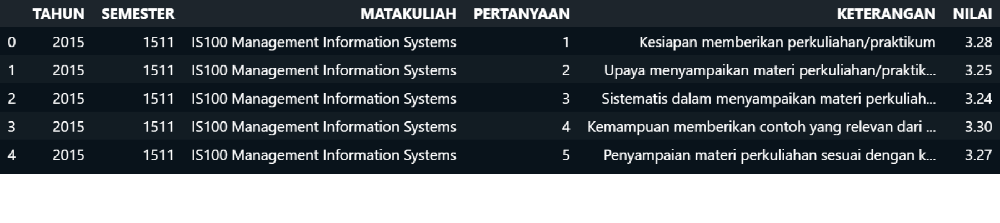 TAHUN SEMESTER MATAKULIAH PERTANYAAN KETERANGAN NILAI
0 2015 1511 IS100 Management Information Systems 1 Kesiapan memberikan perkuliahan/praktikum 3.28
1 2015 1511 IS100 Management Information Systems 2 Upaya menyampaikan materi perkuliahan/praktik... 3.25
2 2015 1511 IS100 Management Information Systems 3 Sistematis dalam menyampaikan materi perkuliah... 3.24
3 2015 1511 IS100 Management Information Systems 4 Kemampuan memberikan contoh yang relevan dari ... 3.30
4 2015 1511 IS100 Management Information Systems 5 Penyampaian materi perkuliahan sesuai dengan k... 3.27